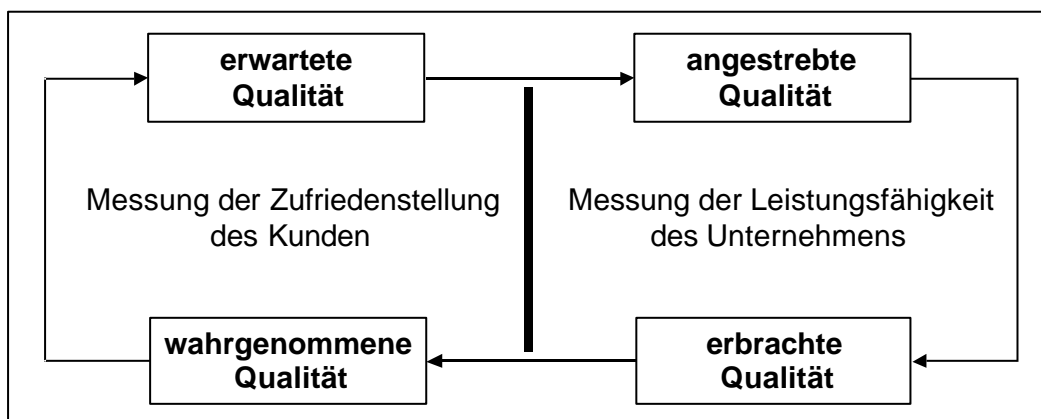 erwartete
Qualität
angestrebte
Qualität
Messung der Zufriedenstellung
des Kunden
Messung der Leistungsfähigkeit
des Unternehmens
wahrgenommene
Qualität
erbrachte
Qualität